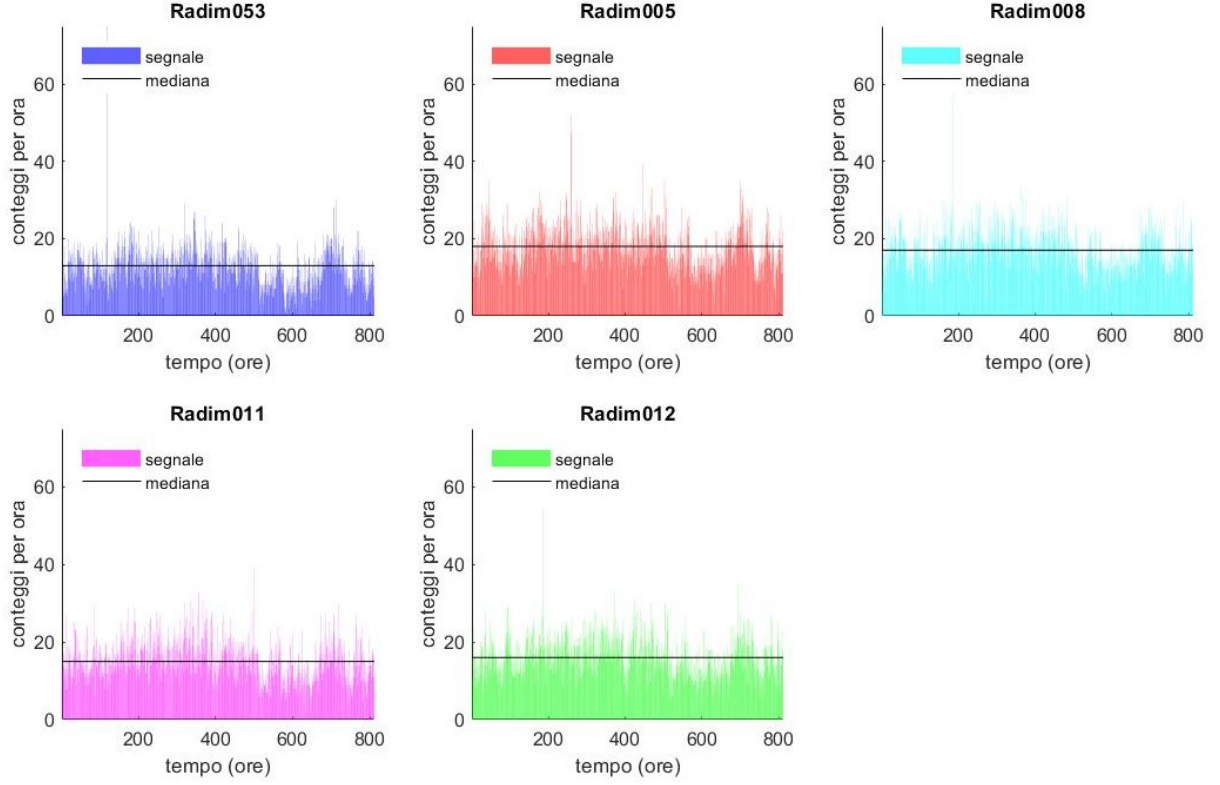 Radim053
segnale
mediana
conteggi per ora
60
40
20
0
200 400 600 800
tempo (ore)
Radim005
segnale
mediana
conteggi per ora
60
40
20
0
200 400 600 800
tempo (ore)
Radim008
segnale
mediana
conteggi per ora
60
40
20
0
200 400 600 800
tempo (ore)
Radim011
segnale
mediana
conteggi per ora
60
40
20
0
200 400 600 800
tempo (ore)
Radim012
segnale
mediana
conteggi per ora
60
40
20
0
200 400 600 800
tempo (ore)